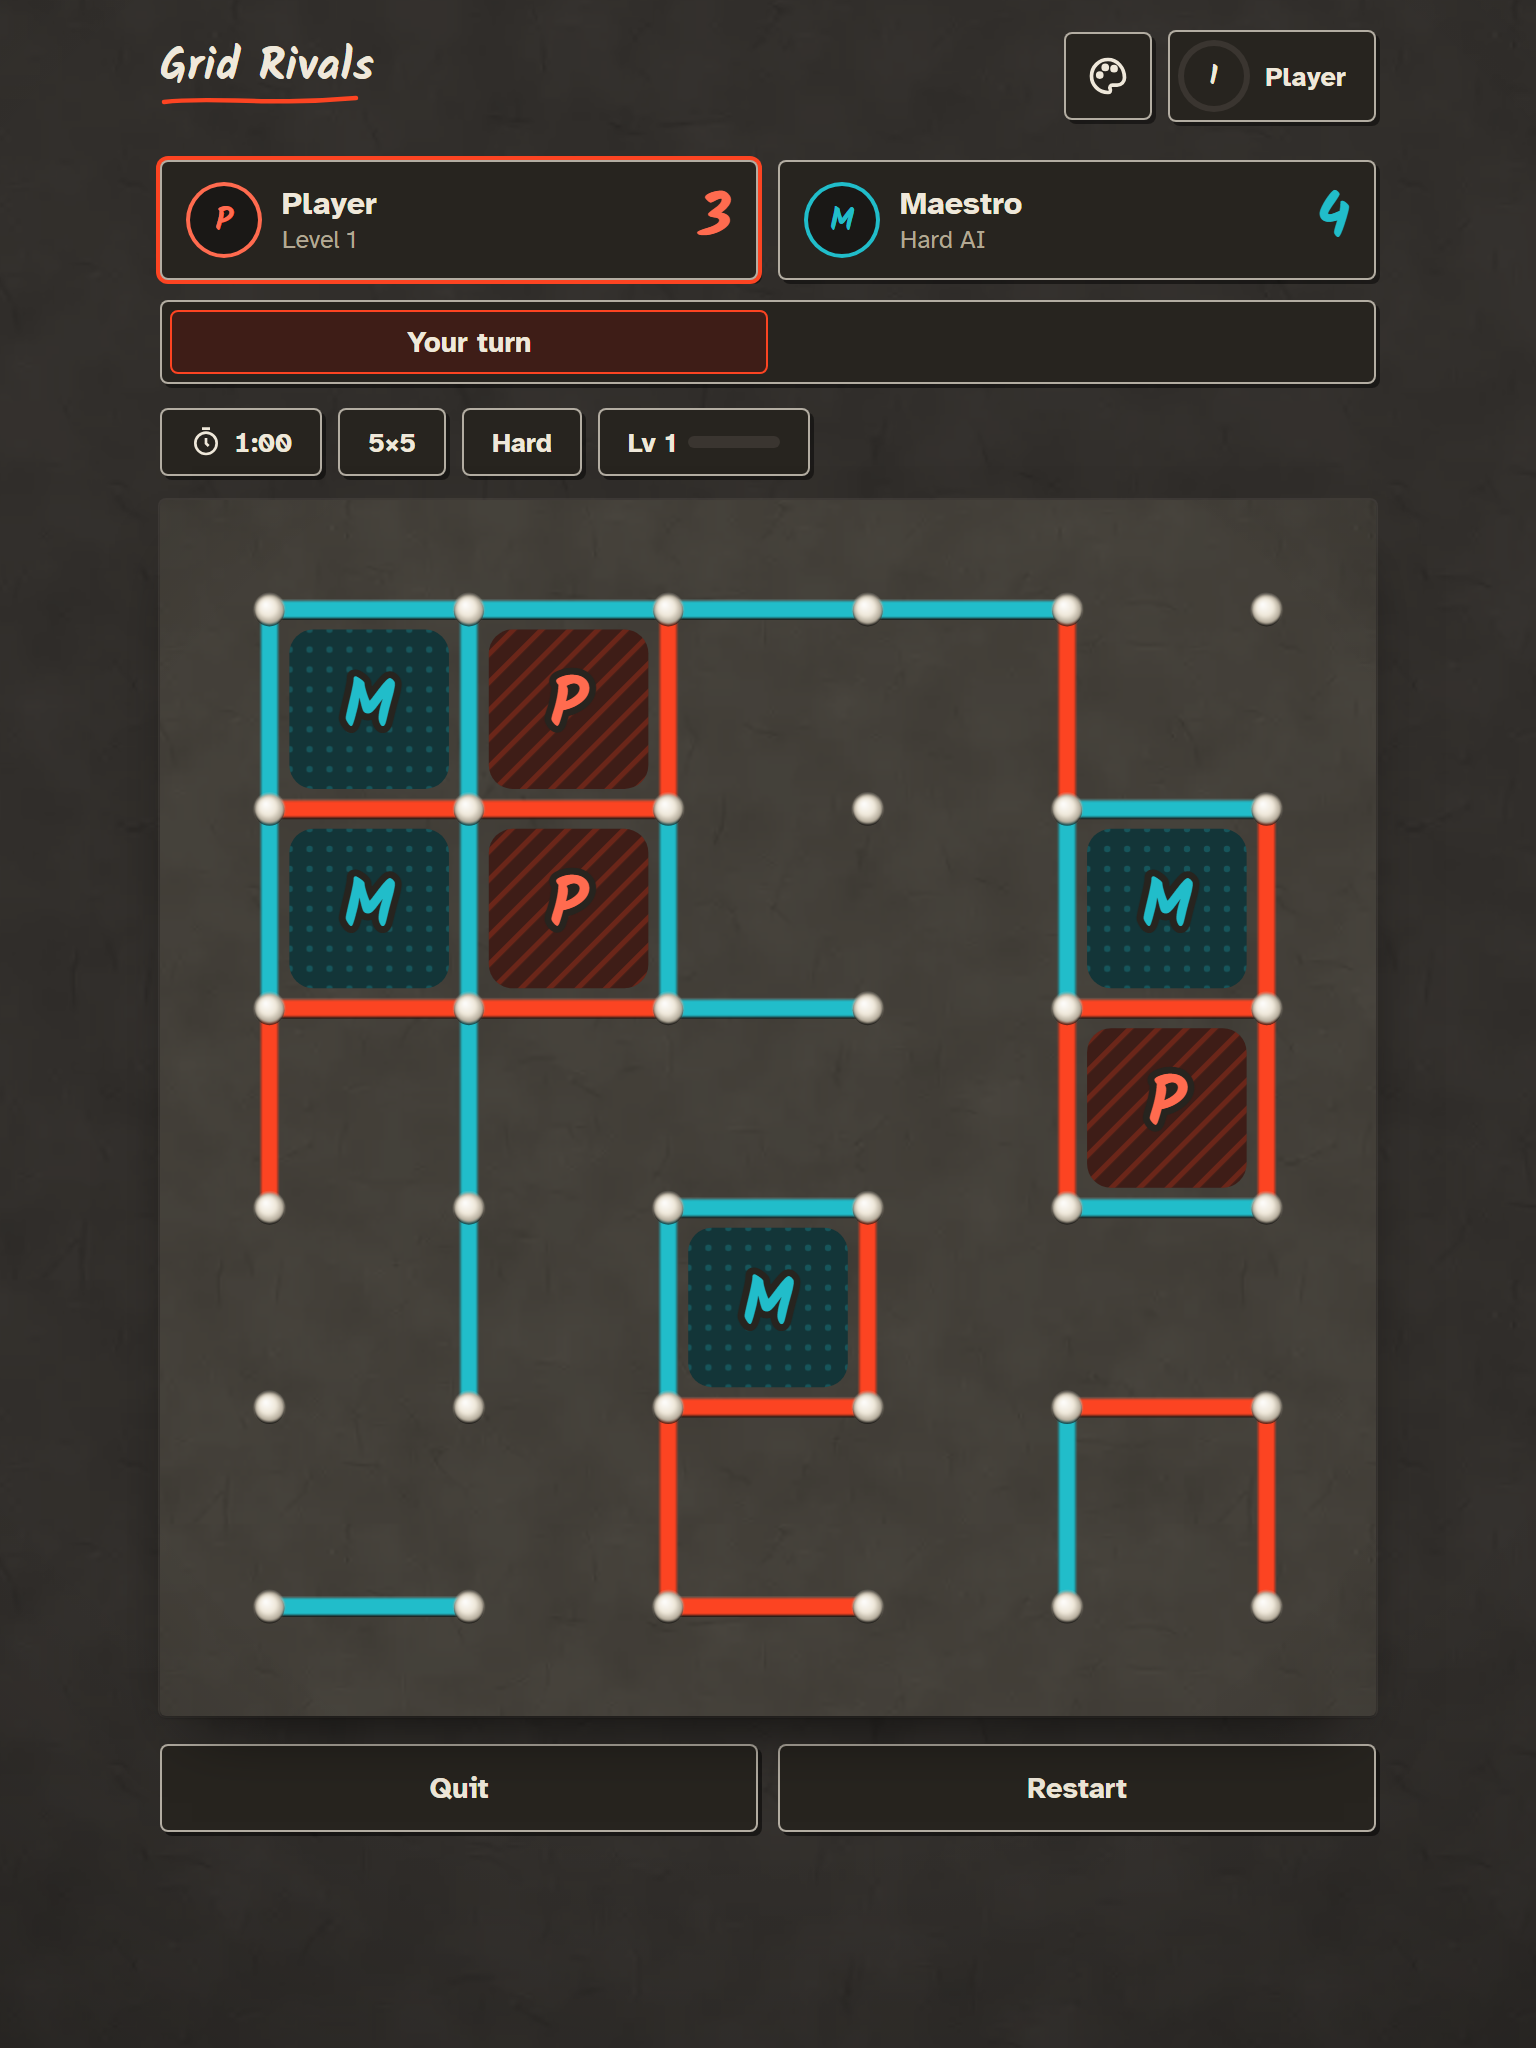 Grid Rivals
1 Player
P Player 3
Level 1
M Maestro 4
Hard AI
Your turn
1:00 5×5 Hard Lv 1
M P
M P M
P
M
Quit Restart